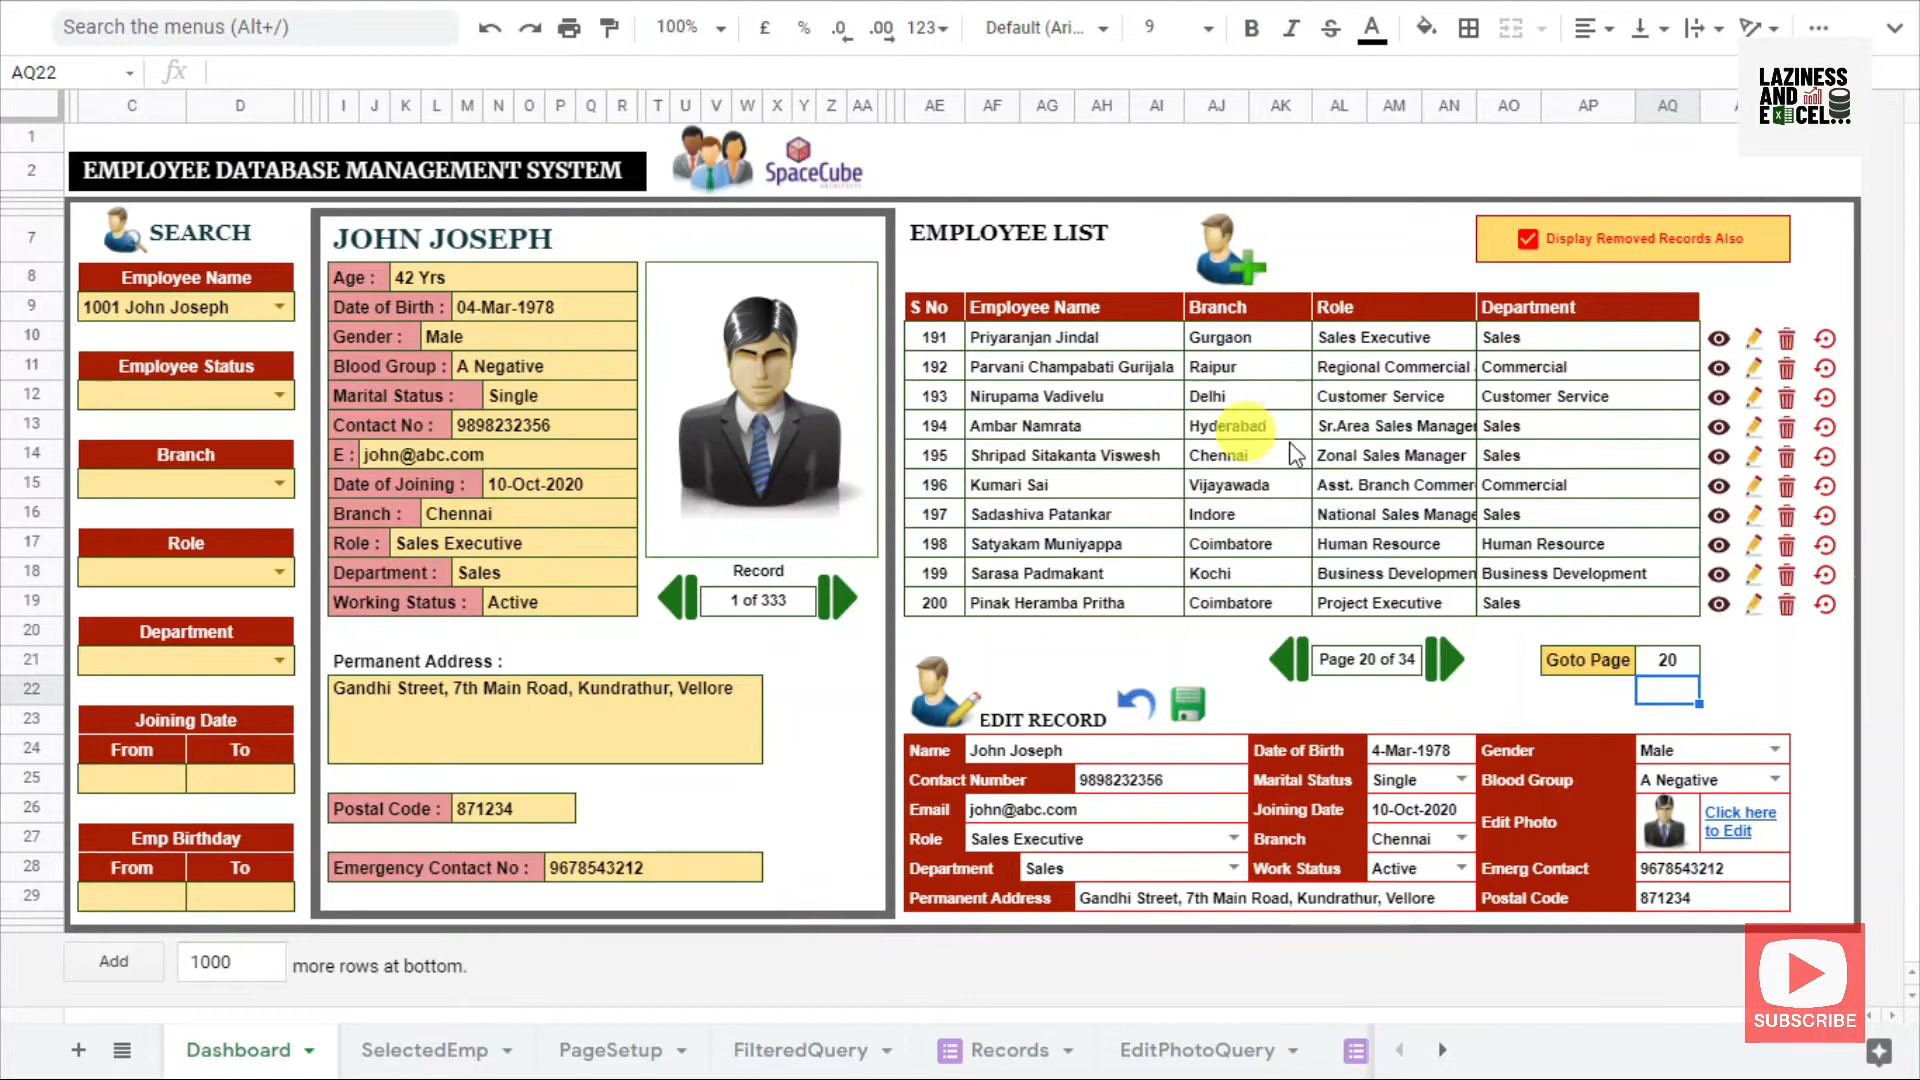 Search the menus (Alt+/)
100% £ % .0 .00 123 Default (Ari... 9 B I S A
AQ22 fx
LAZINESS
AND
EXCEL...
C D I J K L M N O P Q R T U V W X Y Z AA AE AF AG AH AI AJ AK AL AM AN AO AP AQ
1
2 EMPLOYEE DATABASE MANAGEMENT SYSTEM SpaceCube
7 SEARCH JOHN JOSEPH EMPLOYEE LIST Display Removed Records Also
8 Employee Name Age : 42 Yrs
9 1001 John Joseph Date of Birth : 04-Mar-1978 S No Employee Name Branch Role Department
10 Gender : Male 191 Priyaranjan Jindal Gurgaon Sales Executive Sales
11 Employee Status Blood Group : A Negative 192 Parvani Champabati Gurijala Raipur Regional Commercial Commercial
12 Marital Status : Single 193 Nirupama Vadivelu Delhi Customer Service Customer Service
13 Contact No : 9898232356 194 Ambar Namrata Hyderabad Sr.Area Sales Manager Sales
14 Branch E : john@abc.com 195 Shripad Sitakanta Viswesh Chennai Zonal Sales Manager Sales
15 Date of Joining : 10-Oct-2020 196 Kumari Sai Vijayawada Asst. Branch Commer Commercial
16 Branch : Chennai 197 Sadashiva Patankar Indore National Sales Manage Sales
17 Role Role : Sales Executive 198 Satyakam Muniyappa Coimbatore Human Resource Human Resource
18 Department : Sales Record 199 Sarasa Padmakant Kochi Business Developmen Business Development
19 Working Status : Active 1 of 333 200 Pinak Heramba Pritha Coimbatore Project Executive Sales
20 Department
21 Permanent Address : Page 20 of 34 Goto Page 20
22 Gandhi Street, 7th Main Road, Kundrathur, Vellore
23 Joining Date EDIT RECORD
24 From To Name John Joseph Date of Birth 4-Mar-1978 Gender Male
25 Contact Number 9898232356 Marital Status Single Blood Group A Negative
26 Postal Code : 871234 Email john@abc.com Joining Date 10-Oct-2020 Edit Photo Click here
to Edit
27 Emp Birthday Role Sales Executive Branch Chennai
28 From To Emergency Contact No : 9678543212 Department Sales Work Status Active Emerg Contact 9678543212
29 Permanent Address Gandhi Street, 7th Main Road, Kundrathur, Vellore Postal Code 871234
Add 1000 more rows at bottom.
SUBSCRIBE
Dashboard SelectedEmp PageSetup FilteredQuery Records EditPhotoQuery